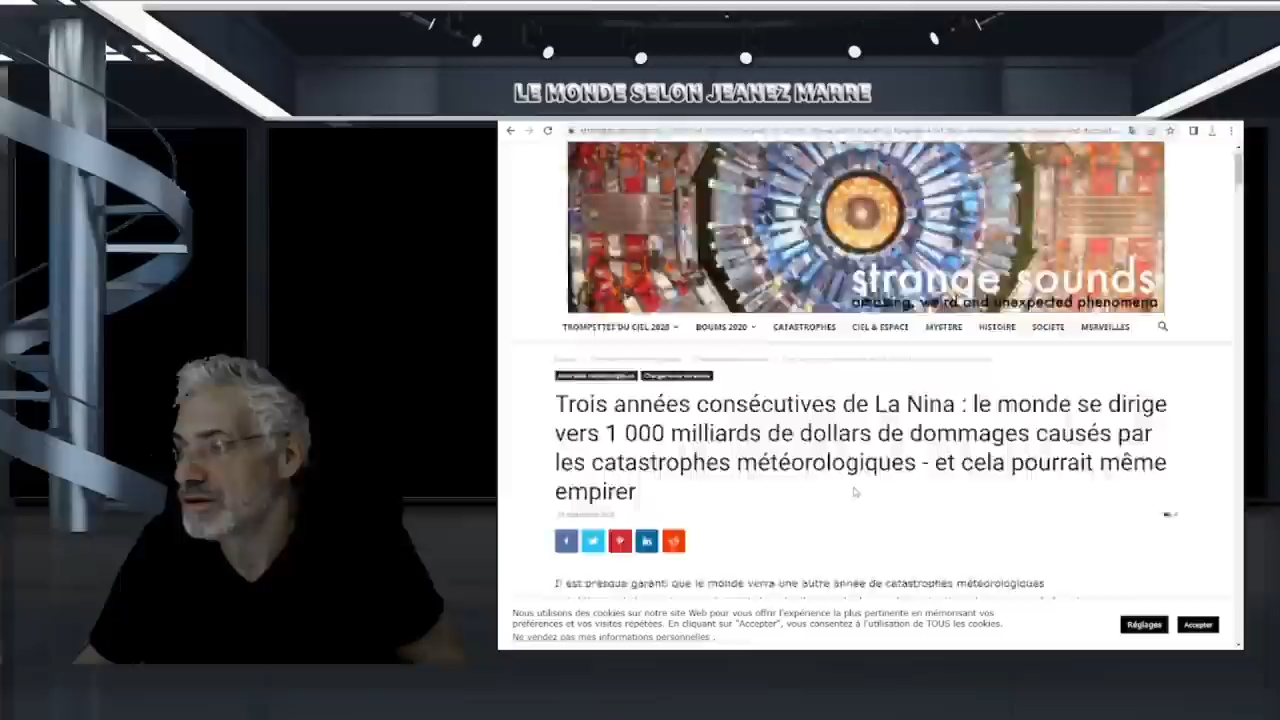 LE MONDE SELON JEANEZ MARRE
strange sounds
amazing, weird and unexpected phenomena
TROMPETTES DU CIEL 2020 BOUMS 2020 CATASTROPHES CIEL & ESPACE MYSTÈRE HISTOIRE SOCIÉTÉ MERVEILLES
Trois années consécutives de La Nina : le monde se dirige
vers 1 000 milliards de dollars de dommages causés par
les catastrophes météorologiques - et cela pourrait même
empirer
Il est presque garanti que le monde verra une autre année de catastrophes météorologiques
Nous utilisons des cookies sur notre site Web pour vous offrir l'expérience la plus pertinente en mémorisant vos
préférences et vos visites répétées. En cliquant sur "Accepter", vous consentez à l'utilisation de TOUS les cookies.
Ne vendez pas mes informations personnelles .
Réglages Accepter